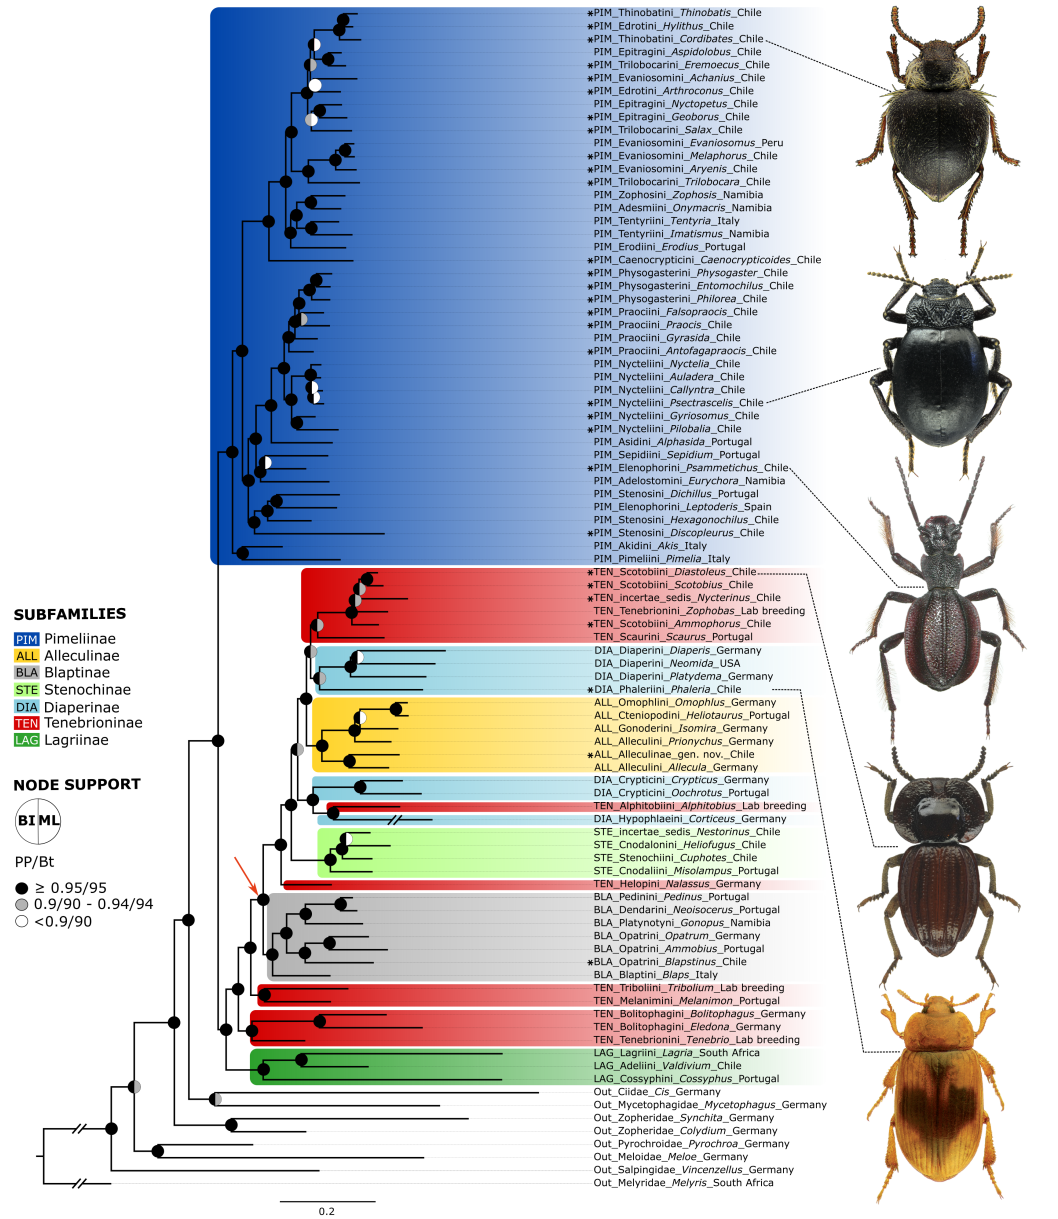 *PIM_Thinobatini_Thinobatis_Chile
*PIM_Edrotini_Hylithus_Chile
*PIM_Thinobatini_Cordibates_Chile
PIM_Epitragini_Aspidolobus_Chile
*PIM_Trilobocarini_Eremoecus_Chile
*PIM_Evaniosomini_Achanius_Chile
*PIM_Edrotini_Arthroconus_Chile
PIM_Epitragini_Nyctopetus_Chile
*PIM_Epitragini_Geoborus_Chile
*PIM_Trilobocarini_Salax_Chile
PIM_Evaniosomini_Evaniosomus_Peru
*PIM_Evaniosomini_Melaphorus_Chile
*PIM_Evaniosomini_Aryenis_Chile
*PIM_Trilobocarini_Trilobocara_Chile
PIM_Zophosini_Zophosis_Namibia
PIM_Adesmiini_Onymacris_Namibia
PIM_Tentyriini_Tentyria_Italy
PIM_Tentyriini_Imatismus_Namibia
PIM_Erodiini_Erodius_Portugal
*PIM_Caenocrypticini_Caenocrypticoides_Chile
*PIM_Physogasterini_Physogaster_Chile
*PIM_Physogasterini_Entomochilus_Chile
*PIM_Physogasterini_Philorea_Chile
*PIM_Praociini_Falsopraocis_Chile
*PIM_Praociini_Praocis_Chile
PIM_Praociini_Gyrasida_Chile
*PIM_Praociini_Antofagapraocis_Chile
PIM_Nycteliini_Nyctelia_Chile
PIM_Nycteliini_Auladera_Chile
PIM_Nycteliini_Callyntra_Chile
*PIM_Nycteliini_Psectrascelis_Chile
*PIM_Nycteliini_Gyriosomus_Chile
*PIM_Nycteliini_Pilobalia_Chile
PIM_Asidini_Alphasida_Portugal
PIM_Sepidiini_Sepidium_Portugal
*PIM_Elenophorini_Psammetichus_Chile
PIM_Adelostomini_Eurychora_Namibia
PIM_Stenosini_Dichillus_Portugal
PIM_Elenophorini_Leptoderis_Spain
PIM_Stenosini_Hexagonochilus_Chile
*PIM_Stenosini_Discopleurus_Chile
PIM_Akidini_Akis_Italy
PIM_Pimeliini_Pimelia_Italy
*TEN_Scotobiini_Diastoleus_Chile
*TEN_Scotobiini_Scotobius_Chile
*TEN_incertae_sedis_Nycterinus_Chile
TEN_Tenebrionini_Zophobas_Lab breeding
*TEN_Scotobiini_Ammophorus_Chile
TEN_Scaurini_Scaurus_Portugal
DIA_Diaperini_Diaperis_Germany
DIA_Diaperini_Neomida_USA
DIA_Diaperini_Platydema_Germany
*DIA_Phaleriini_Phaleria_Chile
ALL_Omophlini_Omophlus_Germany
ALL_Cteniopodini_Heliotaurus_Portugal
ALL_Gonoderini_Isomira_Germany
ALL_Alleculini_Prionychus_Germany
*ALL_Alleculinae_gen. nov._Chile
ALL_Alleculini_Allecula_Germany
DIA_Crypticini_Crypticus_Germany
DIA_Crypticini_Oochrotus_Portugal
TEN_Alphitobiini_Alphitobius_Lab breeding
DIA_Hypophlaeini_Corticeus_Germany
STE_incertae_sedis_Nestorinus_Chile
STE_Cnodalonini_Heliofugus_Chile
STE_Stenochiini_Cuphotes_Chile
STE_Cnodaliini_Misolampus_Portugal
TEN_Helopini_Nalassus_Germany
BLA_Pedinini_Pedinus_Portugal
BLA_Dendarini_Neoisocerus_Portugal
BLA_Platynotyni_Gonopus_Namibia
BLA_Opatrini_Opatrum_Germany
BLA_Opatrini_Ammobius_Portugal
*BLA_Opatrini_Blapstinus_Chile
BLA_Blaptini_Blaps_Italy
TEN_Triboliini_Tribolium_Lab breeding
TEN_Melanimini_Melanimon_Portugal
TEN_Bolitophagini_Bolitophagus_Germany
TEN_Bolitophagini_Eledona_Germany
TEN_Tenebrionini_Tenebrio_Lab breeding
LAG_Lagriini_Lagria_South Africa
LAG_Adeliini_Valdivium_Chile
LAG_Cossyphini_Cossyphus_Portugal
Out_Ciidae_Cis_Germany
Out_Mycetophagidae_Mycetophagus_Germany
Out_Zopheridae_Synchita_Germany
Out_Zopheridae_Colydium_Germany
Out_Pyrochroidae_Pyrochroa_Germany
Out_Meloidae_Meloe_Germany
Out_Salpingidae_Vincenzellus_Germany
Out_Melyridae_Melyris_South Africa
SUBFAMILIES
PIM Pimeliinae
ALL Alleculinae
BLA Blaptinae
STE Stenochinae
DIA Diaperinae
TEN Tenebrioninae
LAG Lagriinae
NODE SUPPORT
BI ML
PP/Bt
≥ 0.95/95
0.9/90 - 0.94/94
<0.9/90
0.2